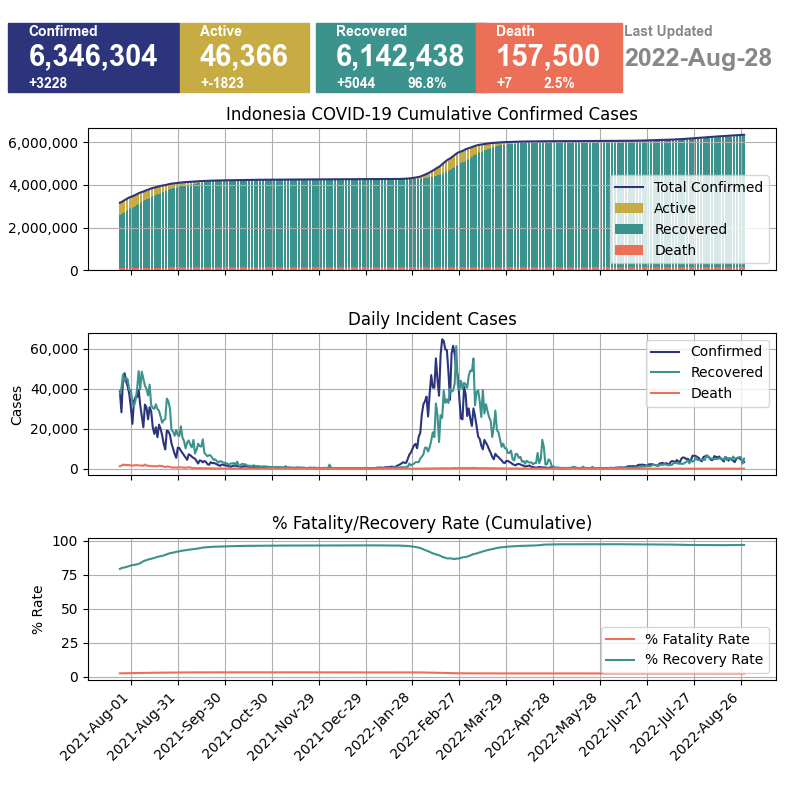 Confirmed
6,346,304
+3228
Active
46,366
+-1823
Recovered
6,142,438
+5044 96.8%
Death
157,500
+7 2.5%
Last Updated
2022-Aug-28
Indonesia COVID-19 Cumulative Confirmed Cases
6,000,000
4,000,000
2,000,000
0
Total Confirmed
Active
Recovered
Death
Daily Incident Cases
Cases
60,000
40,000
20,000
0
Confirmed
Recovered
Death
% Fatality/Recovery Rate (Cumulative)
% Rate
100
75
50
25
0
% Fatality Rate
% Recovery Rate
2021-Aug-01
2021-Aug-31
2021-Sep-30
2021-Oct-30
2021-Nov-29
2021-Dec-29
2022-Jan-28
2022-Feb-27
2022-Mar-29
2022-Apr-28
2022-May-28
2022-Jun-27
2022-Jul-27
2022-Aug-26